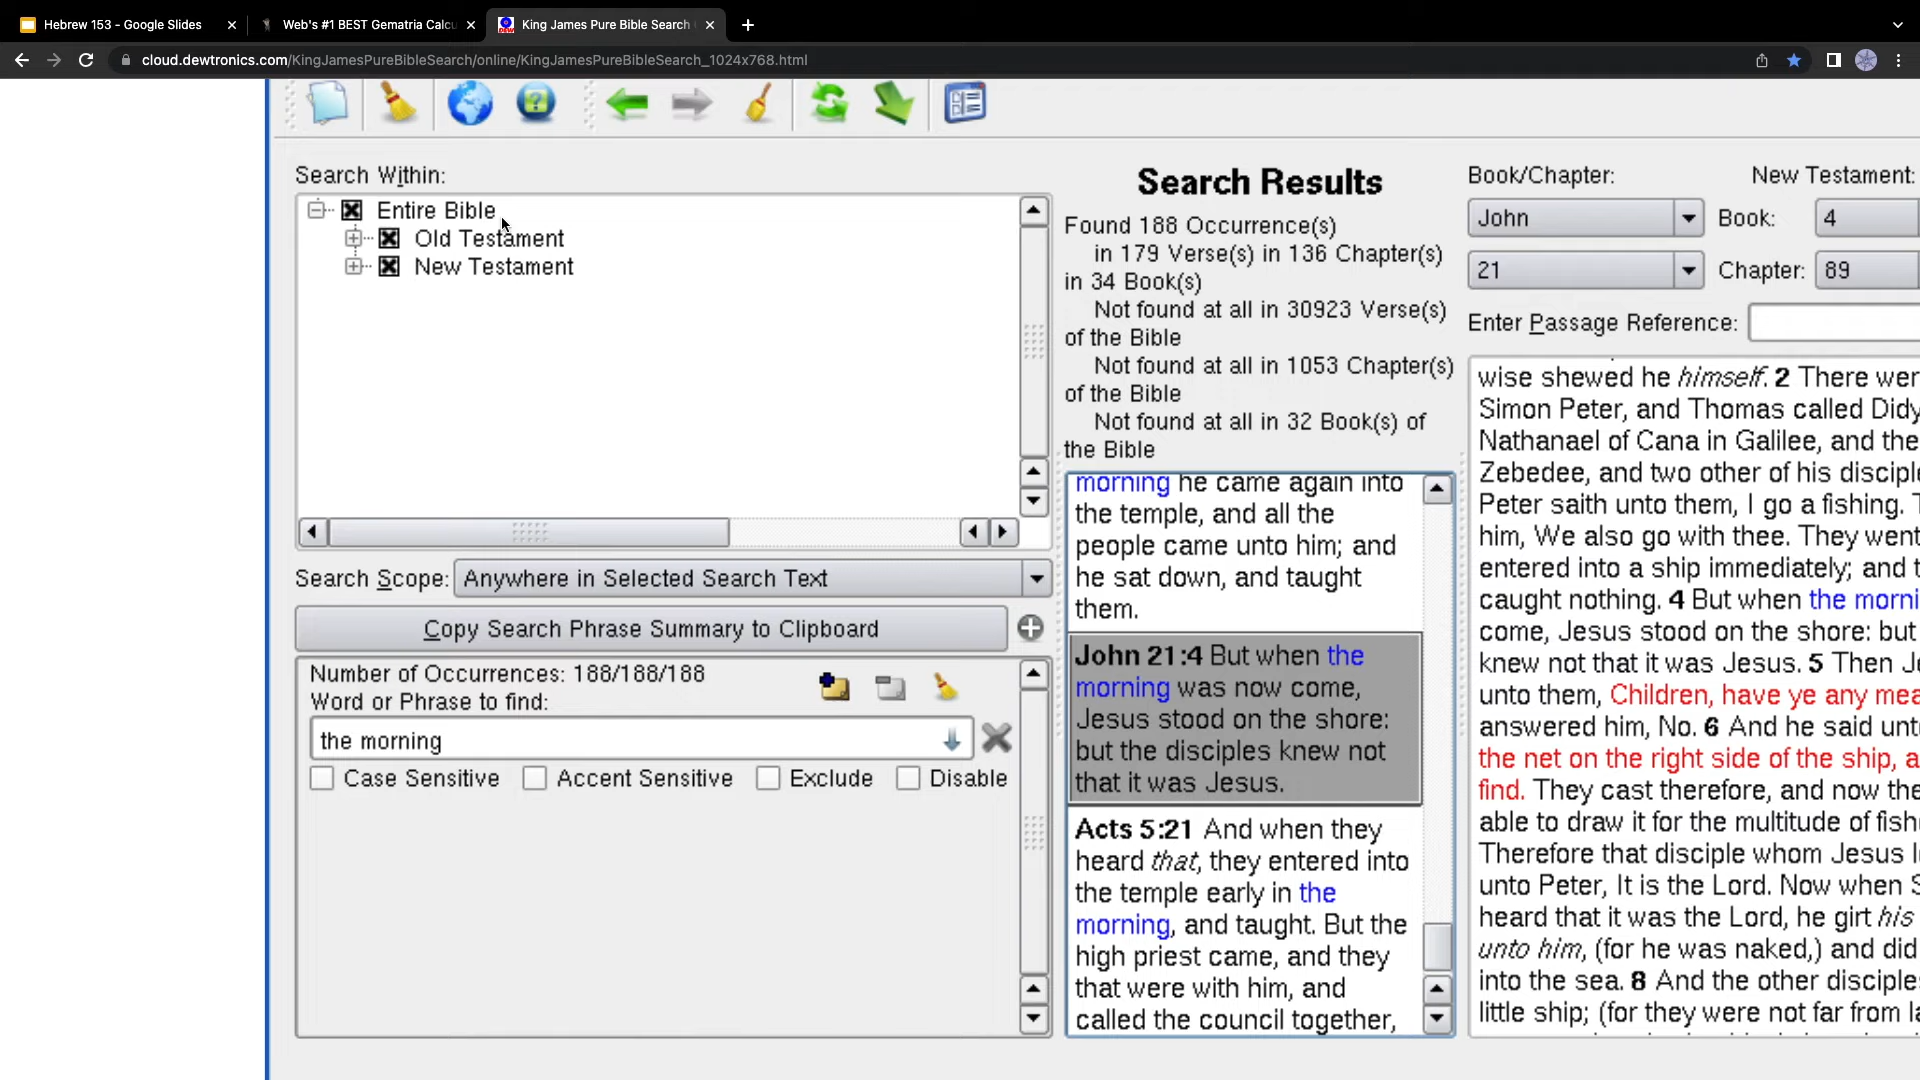 Hebrew 153 - Google Slides
Web's #1 BEST Gematria Calcu
King James Pure Bible Search
cloud.dewtronics.com/KingJamesPureBibleSearch/online/KingJamesPureBibleSearch_1024x768.html
Search Within:
Entire Bible
Old Testament
New Testament
Search Scope: Anywhere in Selected Search Text
Copy Search Phrase Summary to Clipboard
Number of Occurrences: 188/188/188
Word or Phrase to find:
the morning
Case Sensitive Accent Sensitive Exclude Disable
Search Results
Found 188 Occurrence(s)
in 179 Verse(s) in 136 Chapter(s)
in 34 Book(s)
Not found at all in 30923 Verse(s)
of the Bible
Not found at all in 1053 Chapter(s)
of the Bible
Not found at all in 32 Book(s) of
the Bible
morning he came again into
the temple, and all the
people came unto him; and
he sat down, and taught
them.
John 21:4 But when the
morning was now come,
Jesus stood on the shore:
but the disciples knew not
that it was Jesus.
Acts 5:21 And when they
heard that, they entered into
the temple early in the
morning, and taught. But the
high priest came, and they
that were with him, and
called the council together,
Book/Chapter: New Testament:
John Book: 4
21 Chapter: 89
Enter Passage Reference:
wise shewed he himself. 2 There wer
Simon Peter, and Thomas called Didy
Nathanael of Cana in Galilee, and the
Zebedee, and two other of his disciple
Peter saith unto them, I go a fishing. T
him, We also go with thee. They went
entered into a ship immediately; and t
caught nothing. 4 But when the morni
come, Jesus stood on the shore: but
knew not that it was Jesus. 5 Then J
unto them, Children, have ye any mea
answered him, No. 6 And he said unt
the net on the right side of the ship, a
find. They cast therefore, and now the
able to draw it for the multitude of fish
Therefore that disciple whom Jesus l
unto Peter, It is the Lord. Now when S
heard that it was the Lord, he girt his
unto him, (for he was naked,) and did
into the sea. 8 And the other disciple
little ship; (for they were not far from la